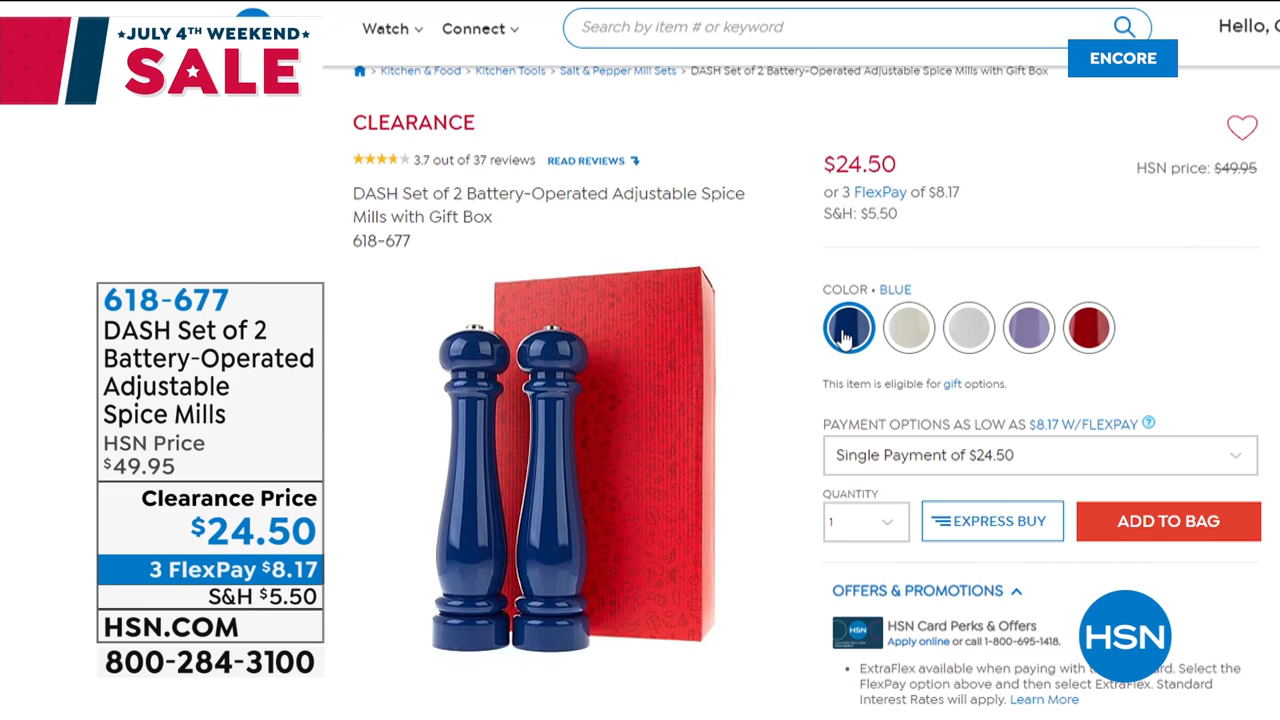 JULY 4TH WEEKEND
SALE
Watch
Connect
Search by item # or keyword
Hello,
ENCORE
> Kitchen & Food > Kitchen Tools > Salt & Pepper Mill Sets > DASH Set of 2 Battery-Operated Adjustable Spice Mills with Gift Box
CLEARANCE
3.7 out of 37 reviews READ REVIEWS
DASH Set of 2 Battery-Operated Adjustable Spice
Mills with Gift Box
618-677
$24.50
HSN price: $49.95
or 3 FlexPay of $8.17
S&H: $5.50
COLOR • BLUE
This item is eligible for gift options.
PAYMENT OPTIONS AS LOW AS $8.17 W/FLEXPAY ?
Single Payment of $24.50
QUANTITY
1
EXPRESS BUY
ADD TO BAG
OFFERS & PROMOTIONS
HSN
HSN Card Perks & Offers
Apply online or call 1-800-695-1418.
• ExtraFlex available when paying with Select the
FlexPay option above and then select ExtraFlex. Standard
Interest Rates will apply. Learn More
HSN
618-677
DASH Set of 2
Battery-Operated
Adjustable
Spice Mills
HSN Price
$49.95
Clearance Price
$24.50
3 FlexPay $8.17
S&H $5.50
HSN.COM
800-284-3100